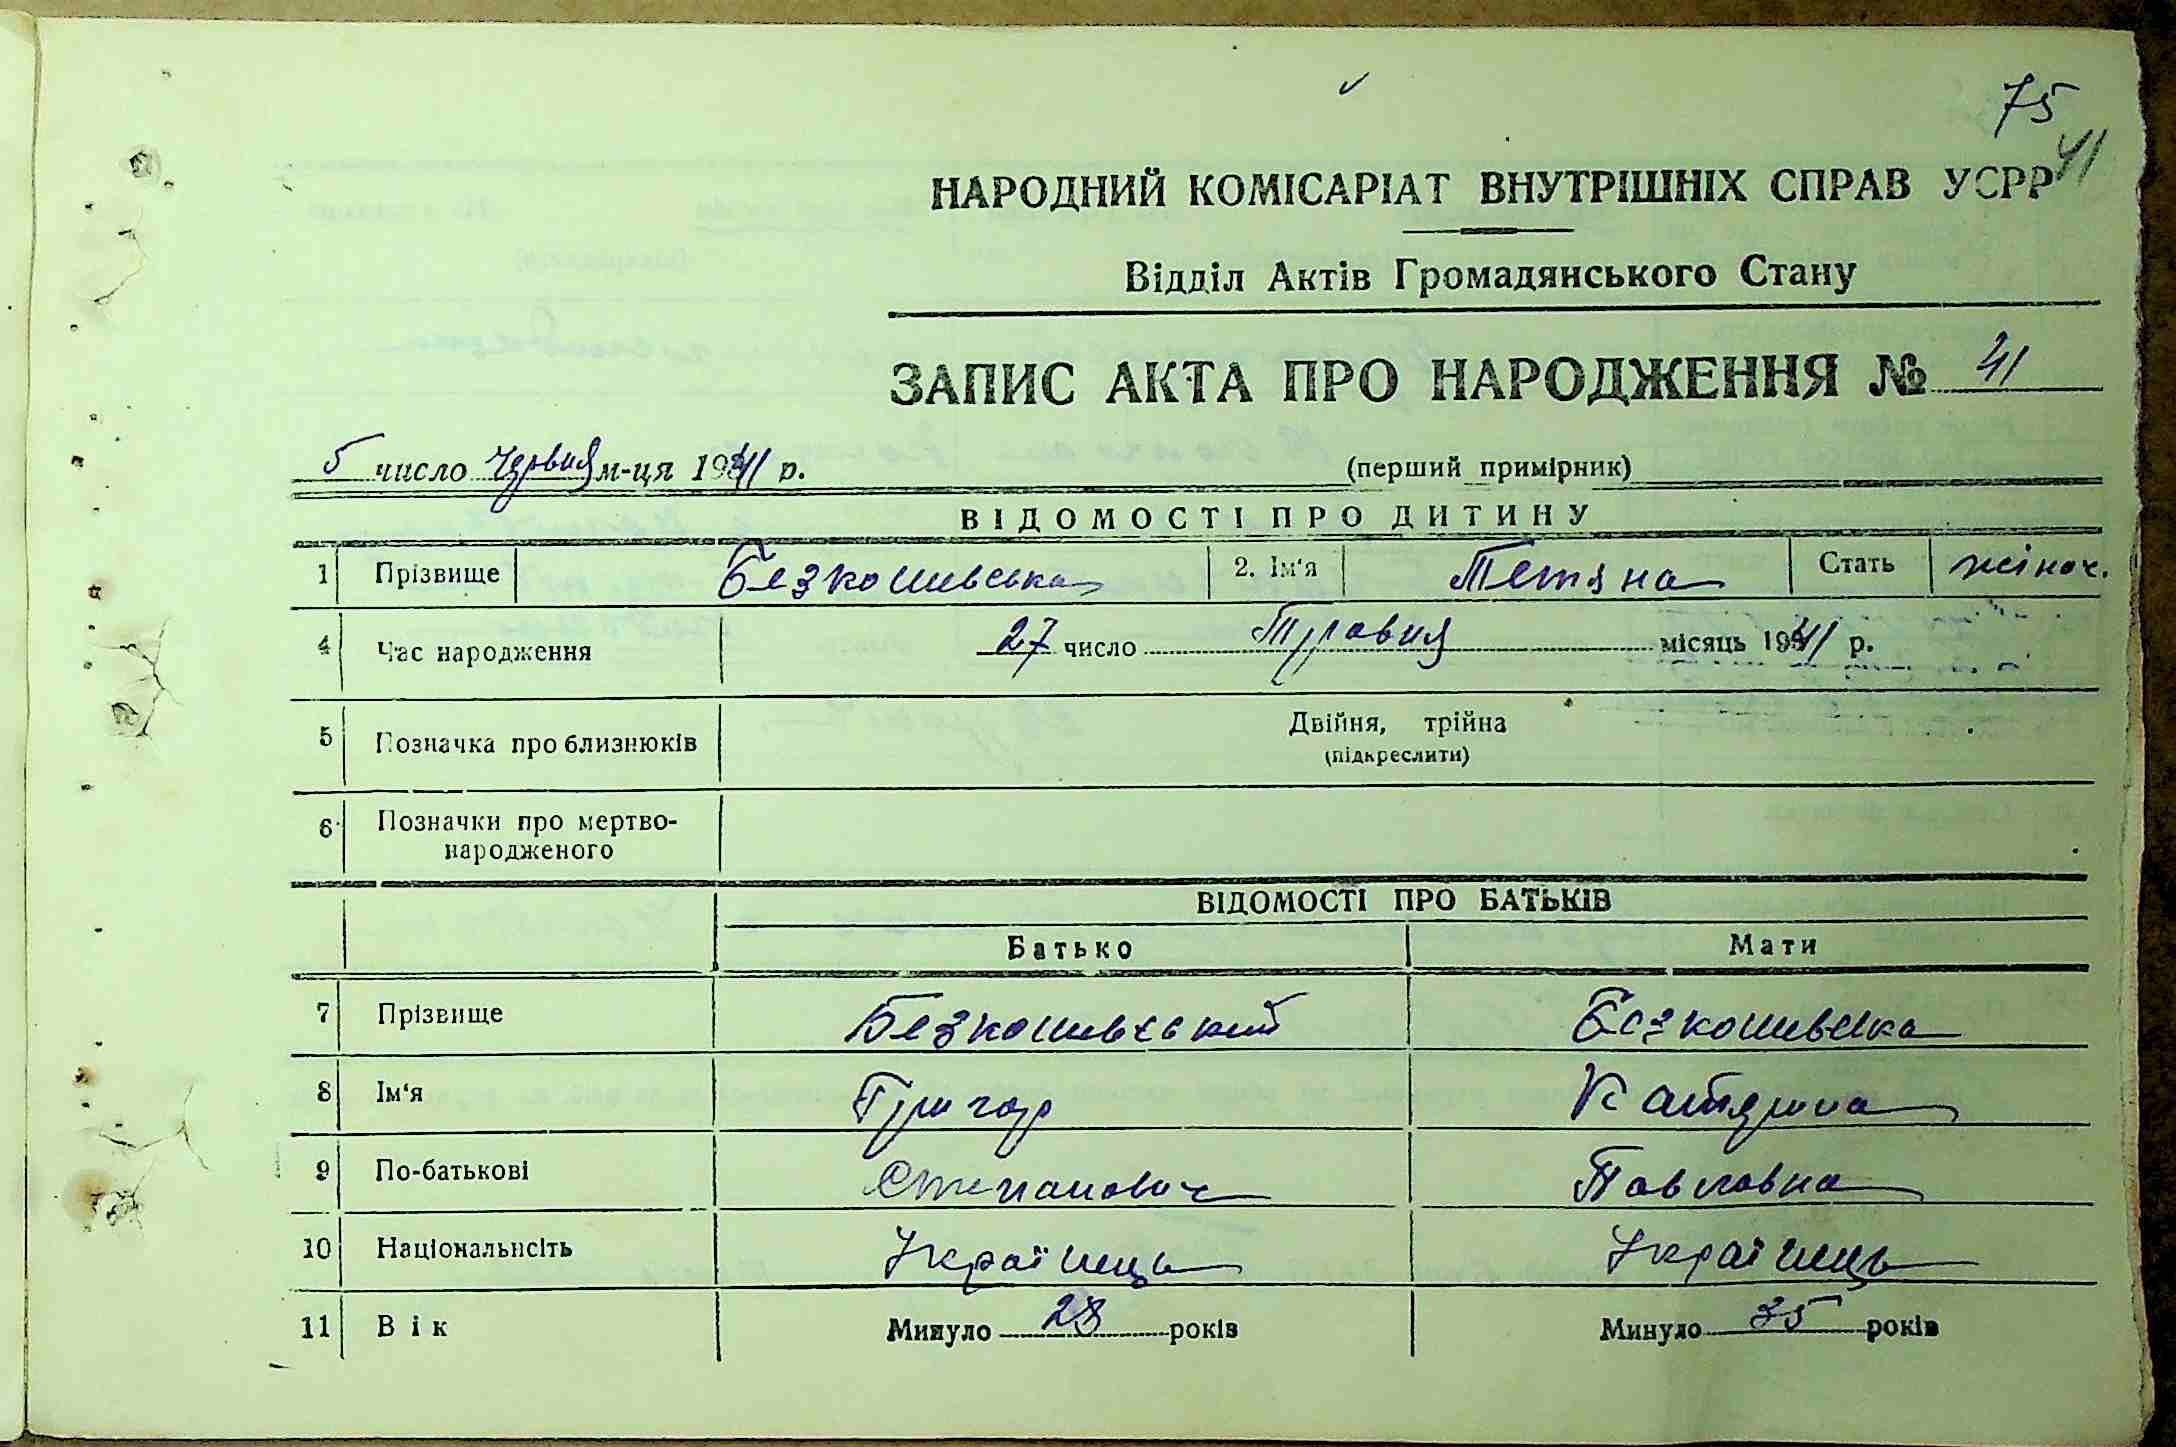 75
41
НАРОДНИЙ КОМІСАРІАТ ВНУТРІШНІХ СПРАВ УСРР
Відділ Актів Громадянського Стану
ЗАПИС АКТА ПРО НАРОДЖЕННЯ № 41
5 число Червня м-ця 1941 р. (перший примірник)
ВІДОМОСТІ ПРО ДИТИНУ
1 Прізвище Безкошевська 2. Ім'я Тетяна Стать жіноч.
4 Час народження 27 число Травня місяць 1941 р.
5 Позначка про близнюків Двійня, трійна
(підкреслити)
6 Позначки про мертво-
народженого
ВІДОМОСТІ ПРО БАТЬКІВ
Батько Мати
7 Прізвище Безкошевський Безкошевська
8 Ім'я Григор Катерина
9 По-батькові Степанович Павловна
10 Національнсіть Українець Українець
11 Вік Минуло 28 років Минуло 35 років